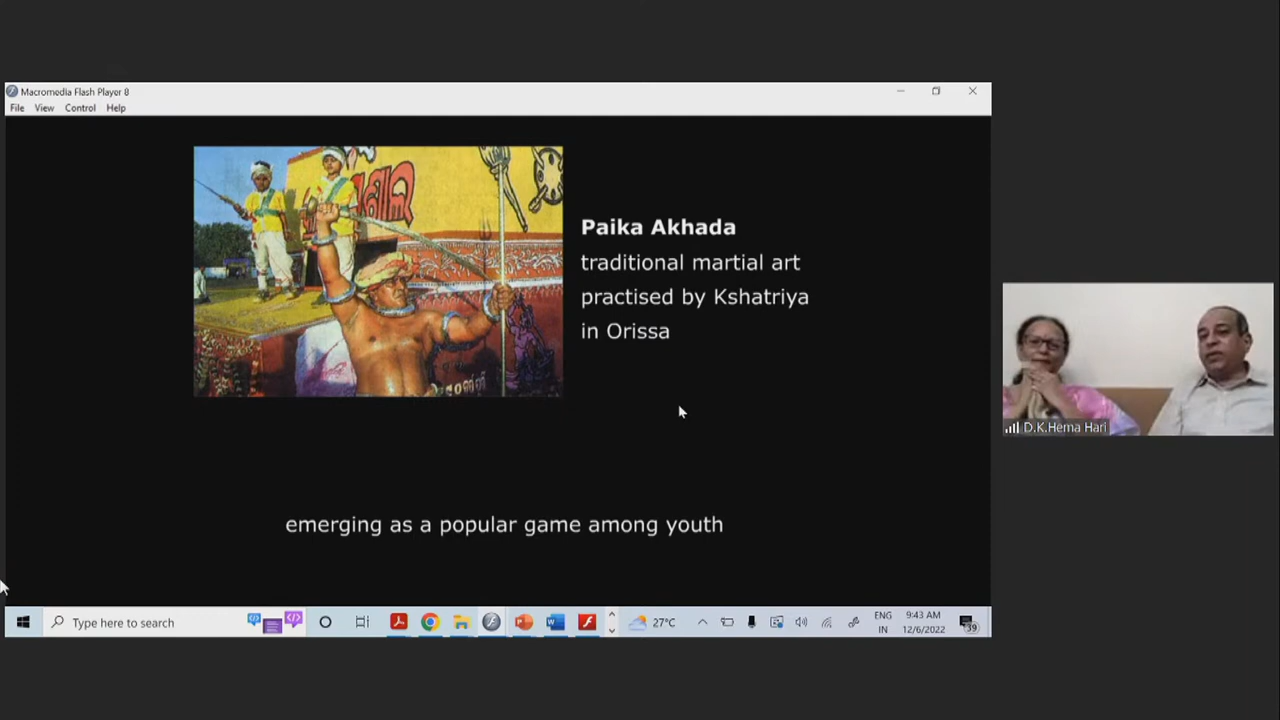 Macromedia Flash Player 8
File View Control Help
Paika Akhada
traditional martial art
practised by Kshatriya
in Orissa
emerging as a popular game among youth
D.K.Hema Hari
Type here to search
27°C
ENG
IN
9:43 AM
12/6/2022
39